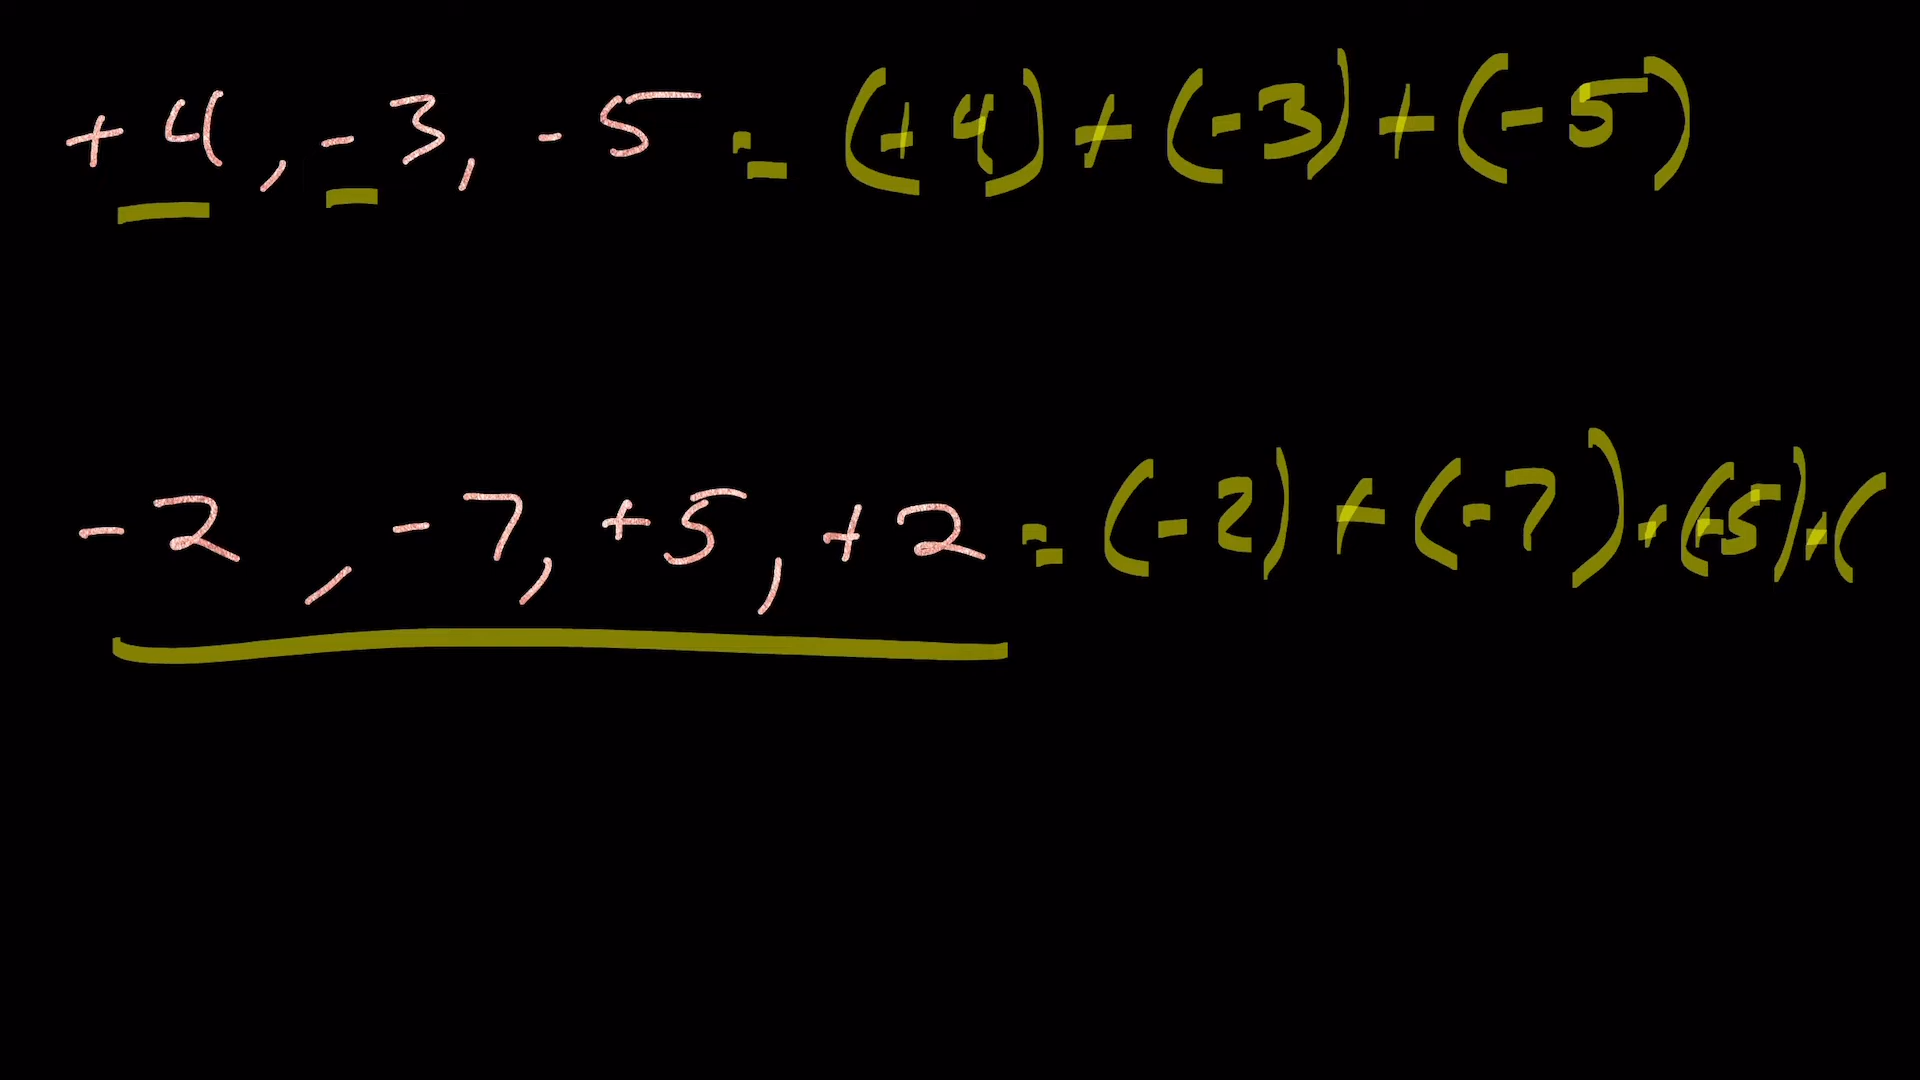 +4, -3, -5 = (+4) + (-3) + (-5)
-2, -7, +5, +2 = (-2) + (-7) + (+5) + (